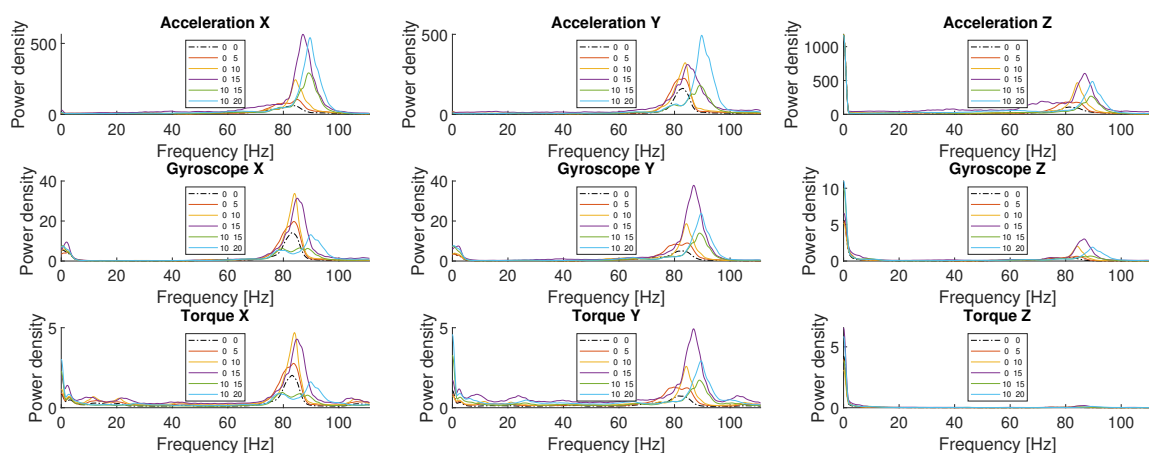 Acceleration X
Power density
500
0
0 0
0 5
0 10
0 15
10 15
10 20
0 20 40 60 80 100
Frequency [Hz]
Acceleration Y
Power density
500
0
0 0
0 5
0 10
0 15
10 15
10 20
0 20 40 60 80 100
Frequency [Hz]
Acceleration Z
Power density
1000
500
0
0 0
0 5
0 10
0 15
10 15
10 20
0 20 40 60 80 100
Frequency [Hz]
Gyroscope X
Power density
40
20
0
0 0
0 5
0 10
0 15
10 15
10 20
0 20 40 60 80 100
Frequency [Hz]
Gyroscope Y
Power density
40
20
0
0 0
0 5
0 10
0 15
10 15
10 20
0 20 40 60 80 100
Frequency [Hz]
Gyroscope Z
Power density
10
5
0
0 0
0 5
0 10
0 15
10 15
10 20
0 20 40 60 80 100
Frequency [Hz]
Torque X
Power density
5
0
0 0
0 5
0 10
0 15
10 15
10 20
0 20 40 60 80 100
Frequency [Hz]
Torque Y
Power density
5
0
0 0
0 5
0 10
0 15
10 15
10 20
0 20 40 60 80 100
Frequency [Hz]
Torque Z
Power density
5
0
0 0
0 5
0 10
0 15
10 15
10 20
0 20 40 60 80 100
Frequency [Hz]